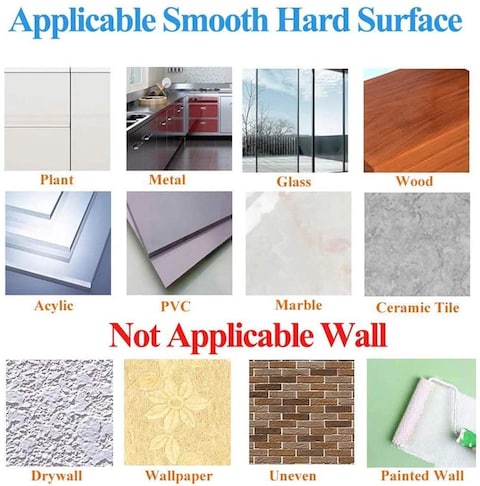 Applicable Smooth Hard Surface
Plant Metal Glass Wood
Acylic PVC Marble Ceramic Tile
Not Applicable Wall
Drywall Wallpaper Uneven Painted Wall